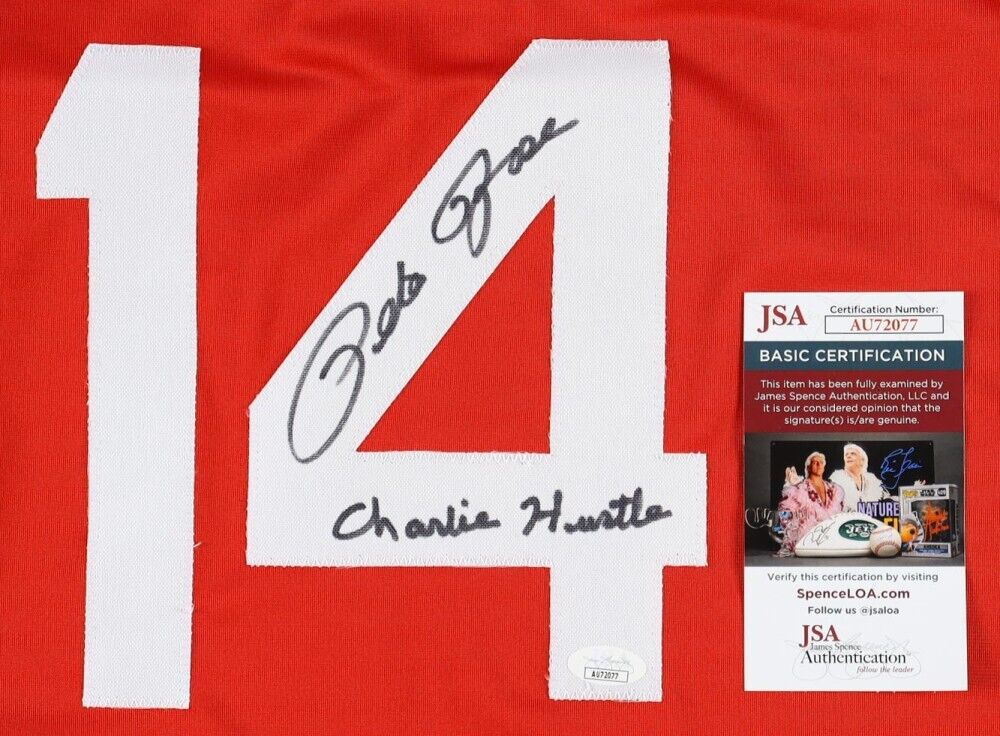 14
Pete Rose
Charlie Hustle
AU72077
JSA
Certification Number:
AU72077
BASIC CERTIFICATION
This item has been fully examined by
James Spence Authentication, LLC and
it is our considered opinion that the
signature(s) is/are genuine.
NATURE
JETS
Verify this certification by visiting
SpenceLOA.com
Follow us @jsaloa
JSA
James Spence
Authentication
follow the leader